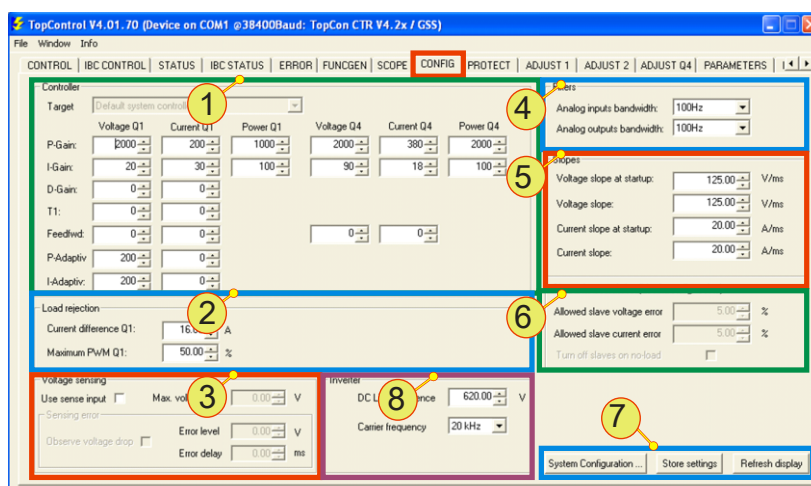 TopControl V4.01.70 (Device on COM1 @38400Baud: TopCon CTR V4.2x / GSS)
File Window Info
CONTROL IBC CONTROL STATUS IBC STATUS ERROR FUNCGEN SCOPE CONFIG PROTECT ADJUST 1 ADJUST 2 ADJUST Q4 PARAMETERS
Controller
1
Target Default system
Voltage Q1 Current Q1 Power Q1 Voltage Q4 Current Q4 Power Q4
P-Gain: 2000 200 1000 2000 380 2000
I-Gain: 20 30 100 90 18 100
D-Gain: 0 0
T1: 0 0
Feedfwd: 0 0 0 0
P-Adaptiv 200 0
I-Adaptiv: 200 0
2
Load rejection
Current difference Q1: A
Maximum PWM Q1: 50.00 %
3
Voltage sensing
Use sense input Max. 0.00 V
Sensing error
Observe voltage drop
Error level 0.00 V
Error delay 0.00 ms
8
Inverter
DC 620.00 V
Carrier frequency 20 kHz
4
Analog inputs bandwidth: 100Hz
Analog outputs bandwidth: 100Hz
5
Slopes
Voltage slope at startup: 125.00 V/ms
Voltage slope: 125.00 V/ms
Current slope at startup: 20.00 A/ms
Current slope: 20.00 A/ms
6
Allowed slave voltage error 5.00 %
Allowed slave current error 5.00 %
Turn off slaves on no-load
7
System Configuration ... Store settings Refresh display